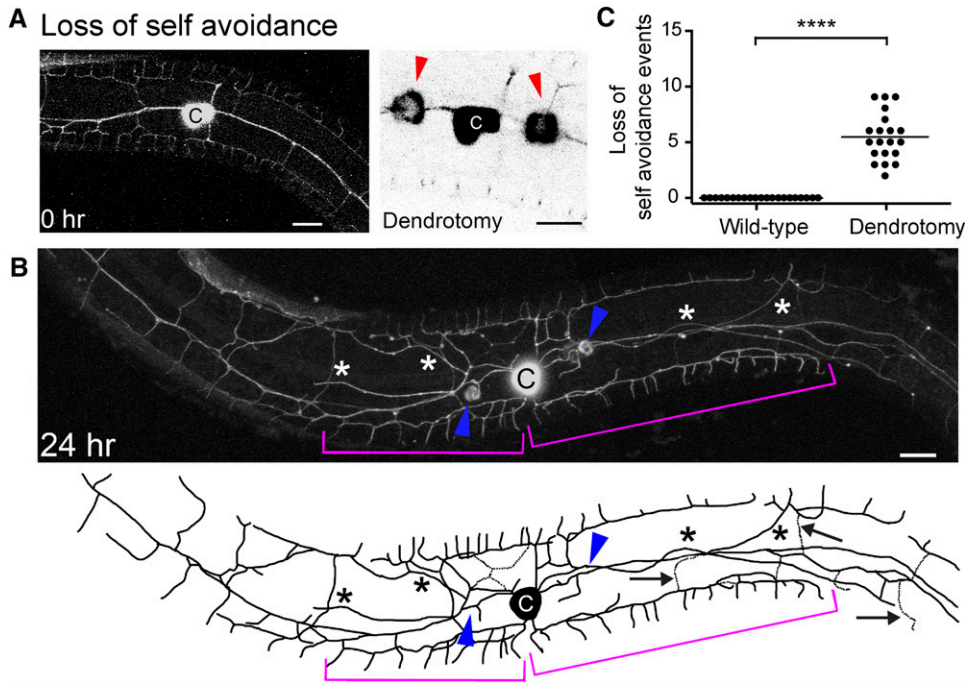 A Loss of self avoidance
C
0 hr
C
Dendrotomy
C
****
Loss of
self avoidance events
15
10
5
0
Wild-type
Dendrotomy
B
* * * *
C
24 hr
* * * *
C